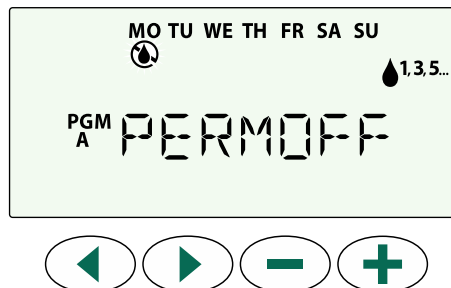 MO TU WE TH FR SA SU
1,3,5...
PGM
A
PERMOFF